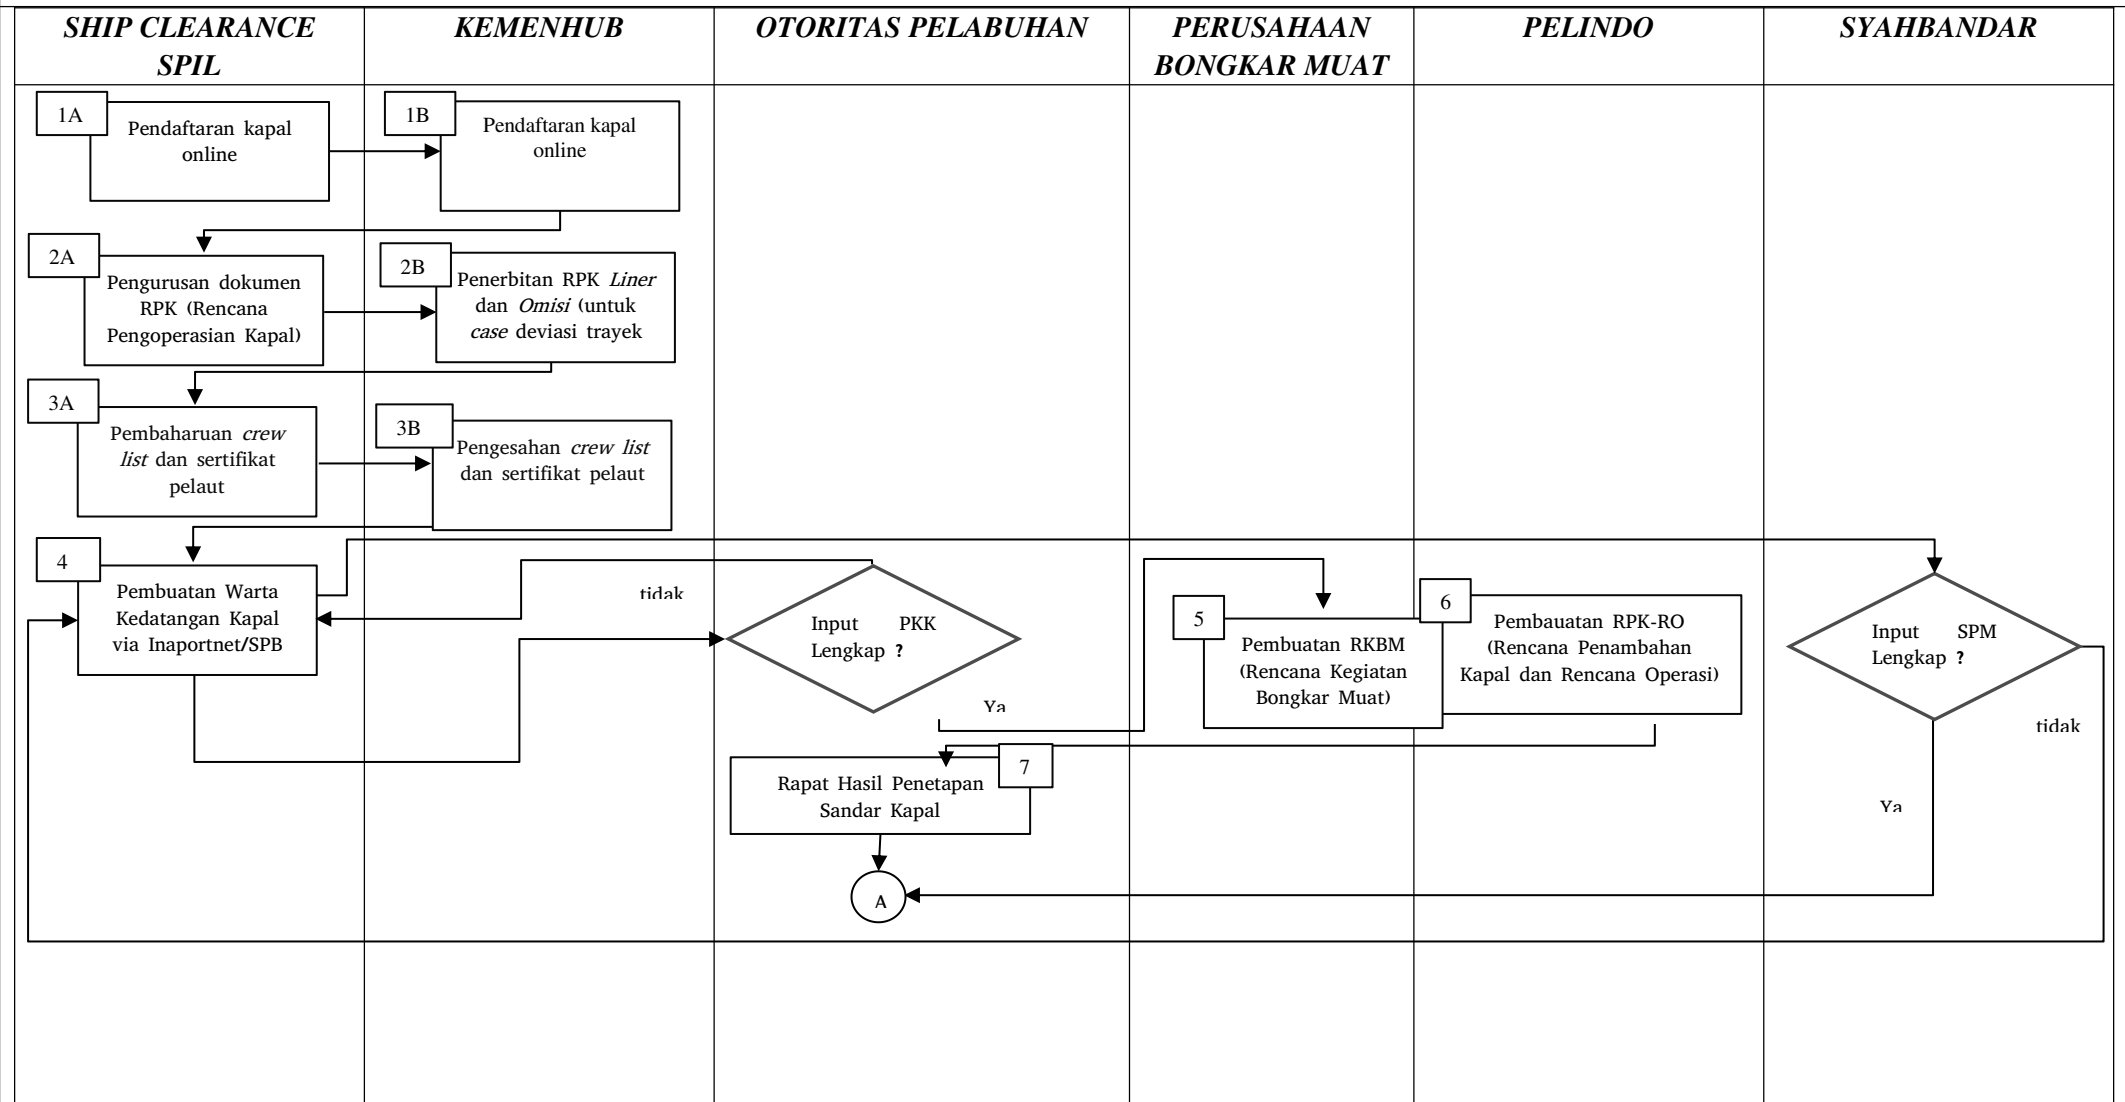 SHIP CLEARANCE
SPIL
KEMENHUB
OTORITAS PELABUHAN
PERUSAHAAN
BONGKAR MUAT
PELINDO
SYAHBANDAR
1A
Pendaftaran kapal
online
1B
Pendaftaran kapal
online
2A
Pengurusan dokumen
RPK (Rencana
Pengoperasian Kapal)
2B
Penerbitan RPK Liner
dan Omisi (untuk
case deviasi trayek
3A
Pembaharuan crew
list dan sertifikat
pelaut
3B
Pengesahan crew list
dan sertifikat pelaut
4
Pembuatan Warta
Kedatangan Kapal
via Inaportnet/SPB
tidak
Input PKK
Lengkap ?
Ya
5
Pembuatan RKBM
(Rencana Kegiatan
Bongkar Muat)
6
Pembauatan RPK-RO
(Rencana Penambahan
Kapal dan Rencana Operasi)
Input SPM
Lengkap ?
tidak
Ya
7
Rapat Hasil Penetapan
Sandar Kapal
A